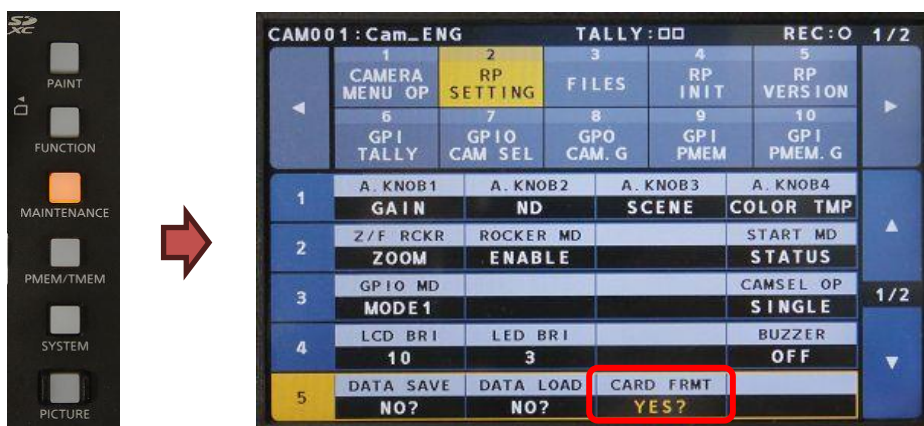 SD
XC
PAINT
FUNCTION
MAINTENANCE
PMEM/TMEM
SYSTEM
PICTURE
CAM001:Cam_ENG TALLY:□□ REC:O 1/2
1 2 3 4 5
CAMERA RP FILES RP RP
MENU OP SETTING INIT VERSION
6 7 8 9 10
GPI GPIO GPO GPI GPI
TALLY CAM SEL CAM.G PMEM PMEM.G
1 A.KNOB1 A.KNOB2 A.KNOB3 A.KNOB4
GAIN ND SCENE COLOR TMP
2 Z/F RCKR ROCKER MD START MD
ZOOM ENABLE STATUS
3 GPIO MD CAMSEL OP
MODE1 SINGLE
1/2
4 LCD BRI LED BRI BUZZER
10 3 OFF
5 DATA SAVE DATA LOAD CARD FRMT
NO? NO? YES?